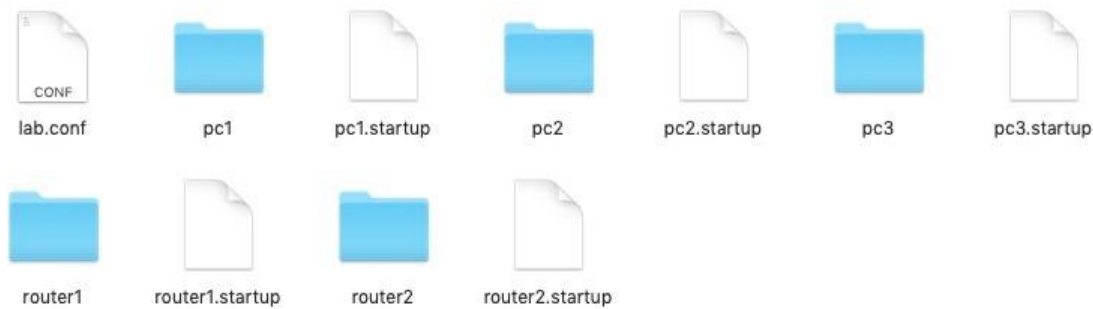 CONF
lab.conf pc1 pc1.startup pc2 pc2.startup pc3 pc3.startup
router1 router1.startup router2 router2.startup